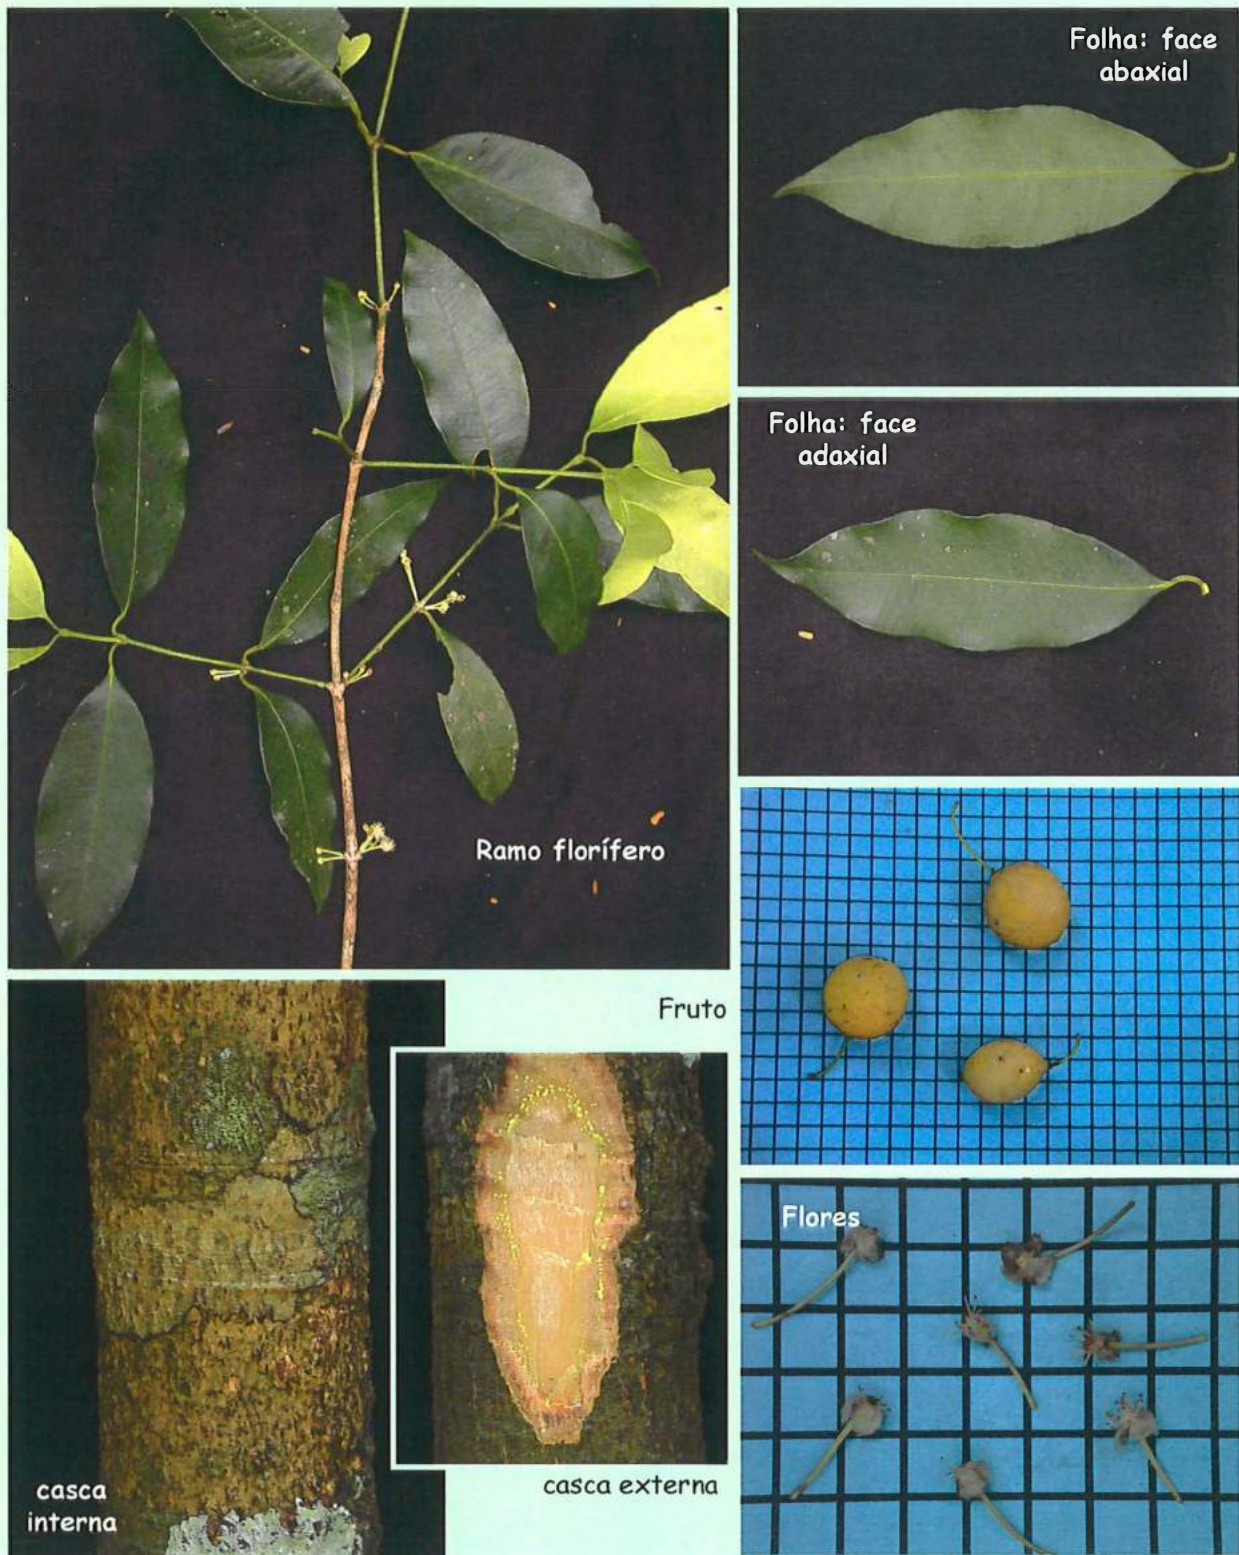 Folha: face
abaxial
Folha: face
adaxial
Ramo florífero
Fruto
Flores
casca
interna
casca externa